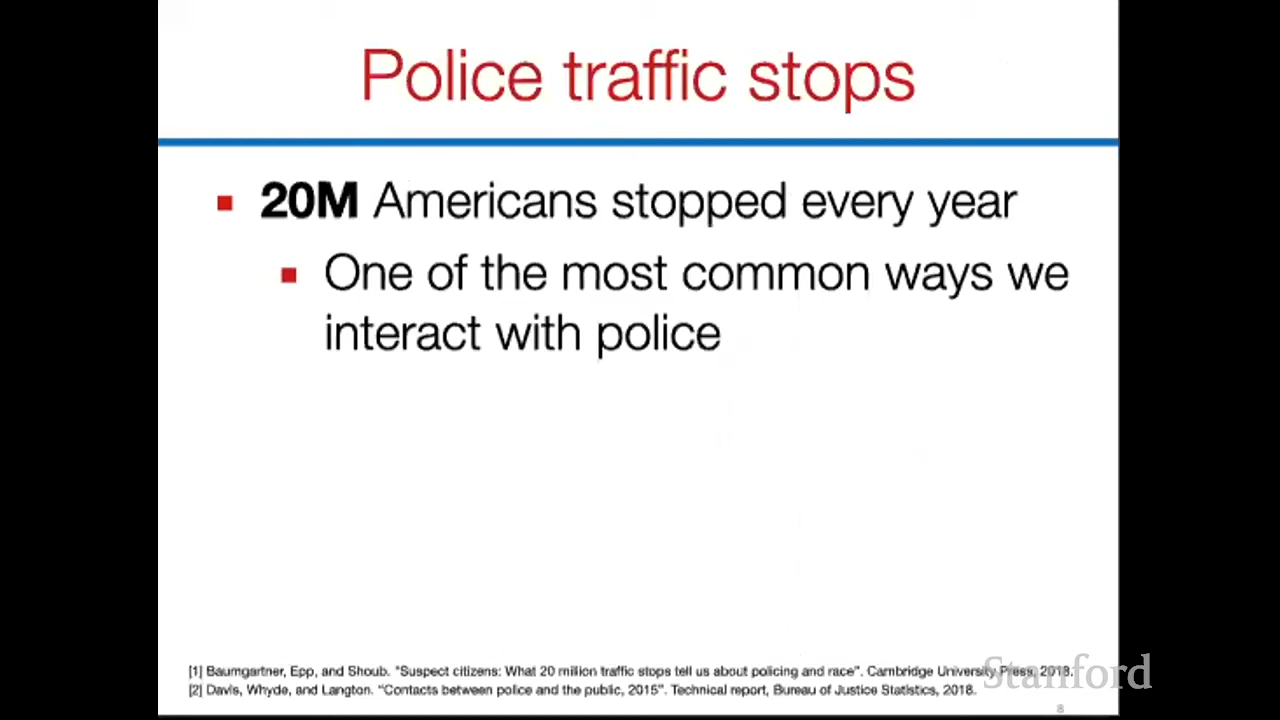 Police traffic stops
▪ 20M Americans stopped every year
▪ One of the most common ways we
interact with police
[1] Baumgartner, Epp, and Shoub. "Suspect citizens: What 20 million traffic stops tell us about policing and race". Cambridge University Press, 2018.
[2] Davis, Whyde, and Langton. "Contacts between police and the public, 2015". Technical report, Bureau of Justice Statistics, 2018.
Stanford
8